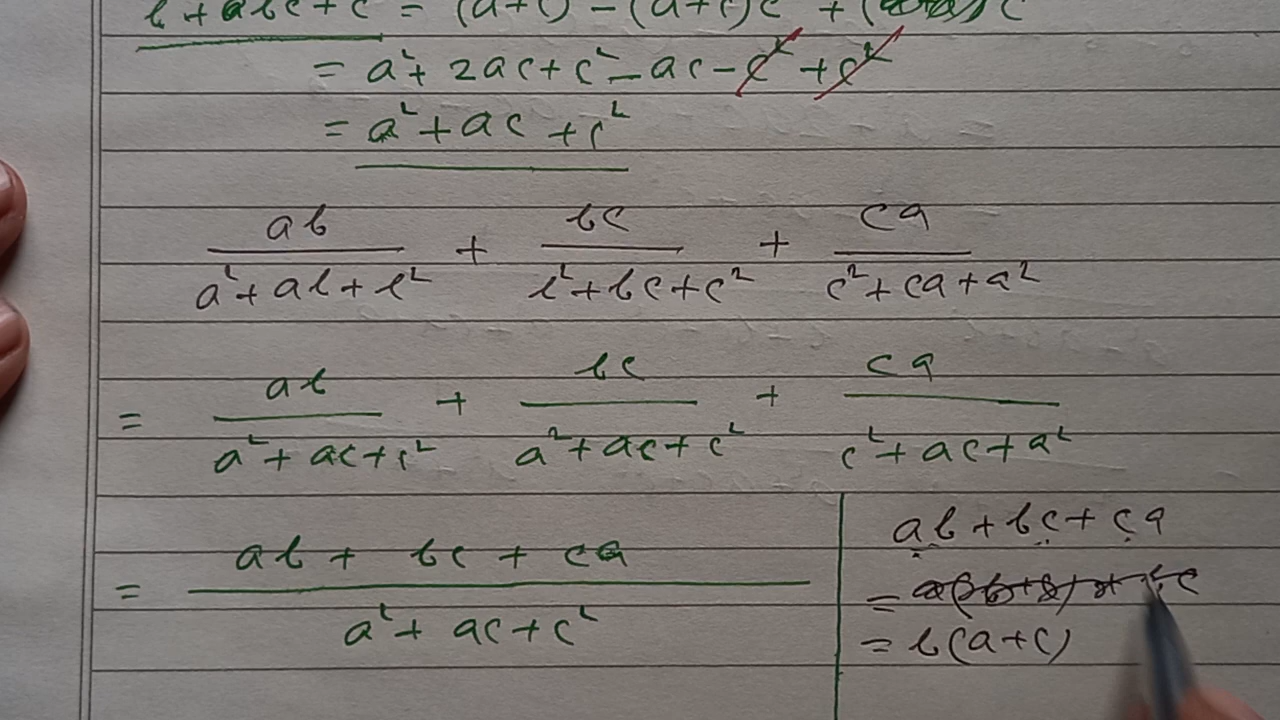 = (a+c)² - (a+c)c +
= a² + 2ac + c² - ac - c² + c²
= a² + ac + c²
ab/(a² + ab + b²) + bc/(b² + bc + c²) + ca/(c² + ca + a²)
= ab/(a² + ac + c²) + bc/(a² + ac + c²) + ca/(c² + ac + a²)
= (ab + bc + ca)/(a² + ac + c²)
ab + bc + ca
= b(a+c)